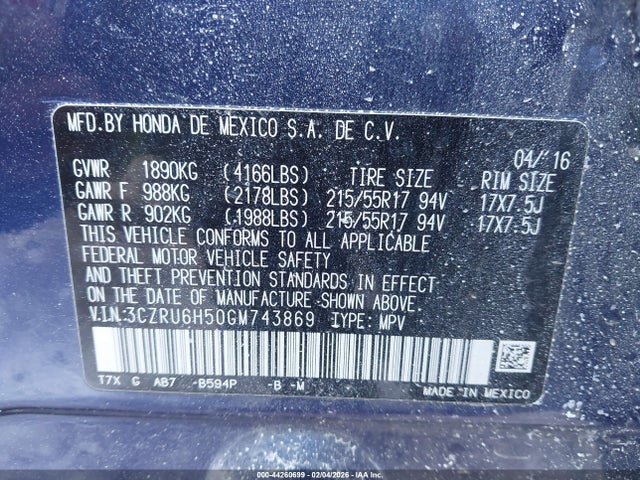 MFD.BY HONDA DE MEXICO S.A. DE C.V.
04/'16
GVWR 1890KG (4166LBS) TIRE SIZE RIM SIZE
GAWR F 988KG (2178LBS) 215/55R17 94V 17X7.5J
GAWR R 902KG (1988LBS) 215/55R17 94V 17X7.5J
THIS VEHICLE CONFORMS TO ALL APPLICABLE
FEDERAL MOTOR VEHICLE SAFETY
AND THEFT PREVENTION STANDARDS IN EFFECT
ON THE DATE OF MANUFACTURE SHOWN ABOVE.
V.I.N:3CZRU6H50GM743869 TYPE: MPV
T7X G AB7 -B594P -B -M
MADE IN MEXICO
000-44260699 - 02/04/2026 - IAA Inc.